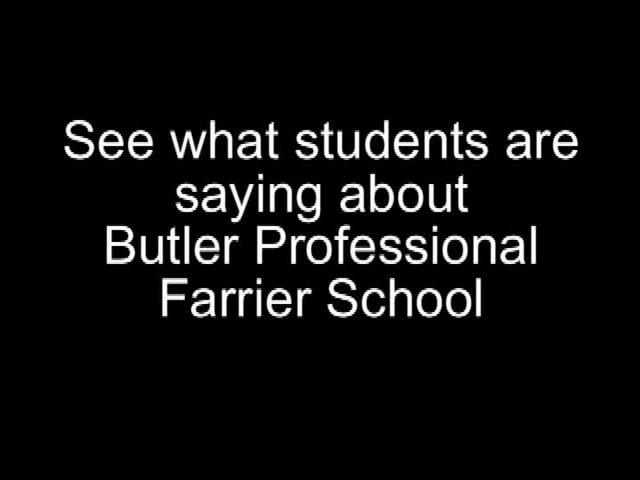 See what students are
saying about
Butler Professional
Farrier School